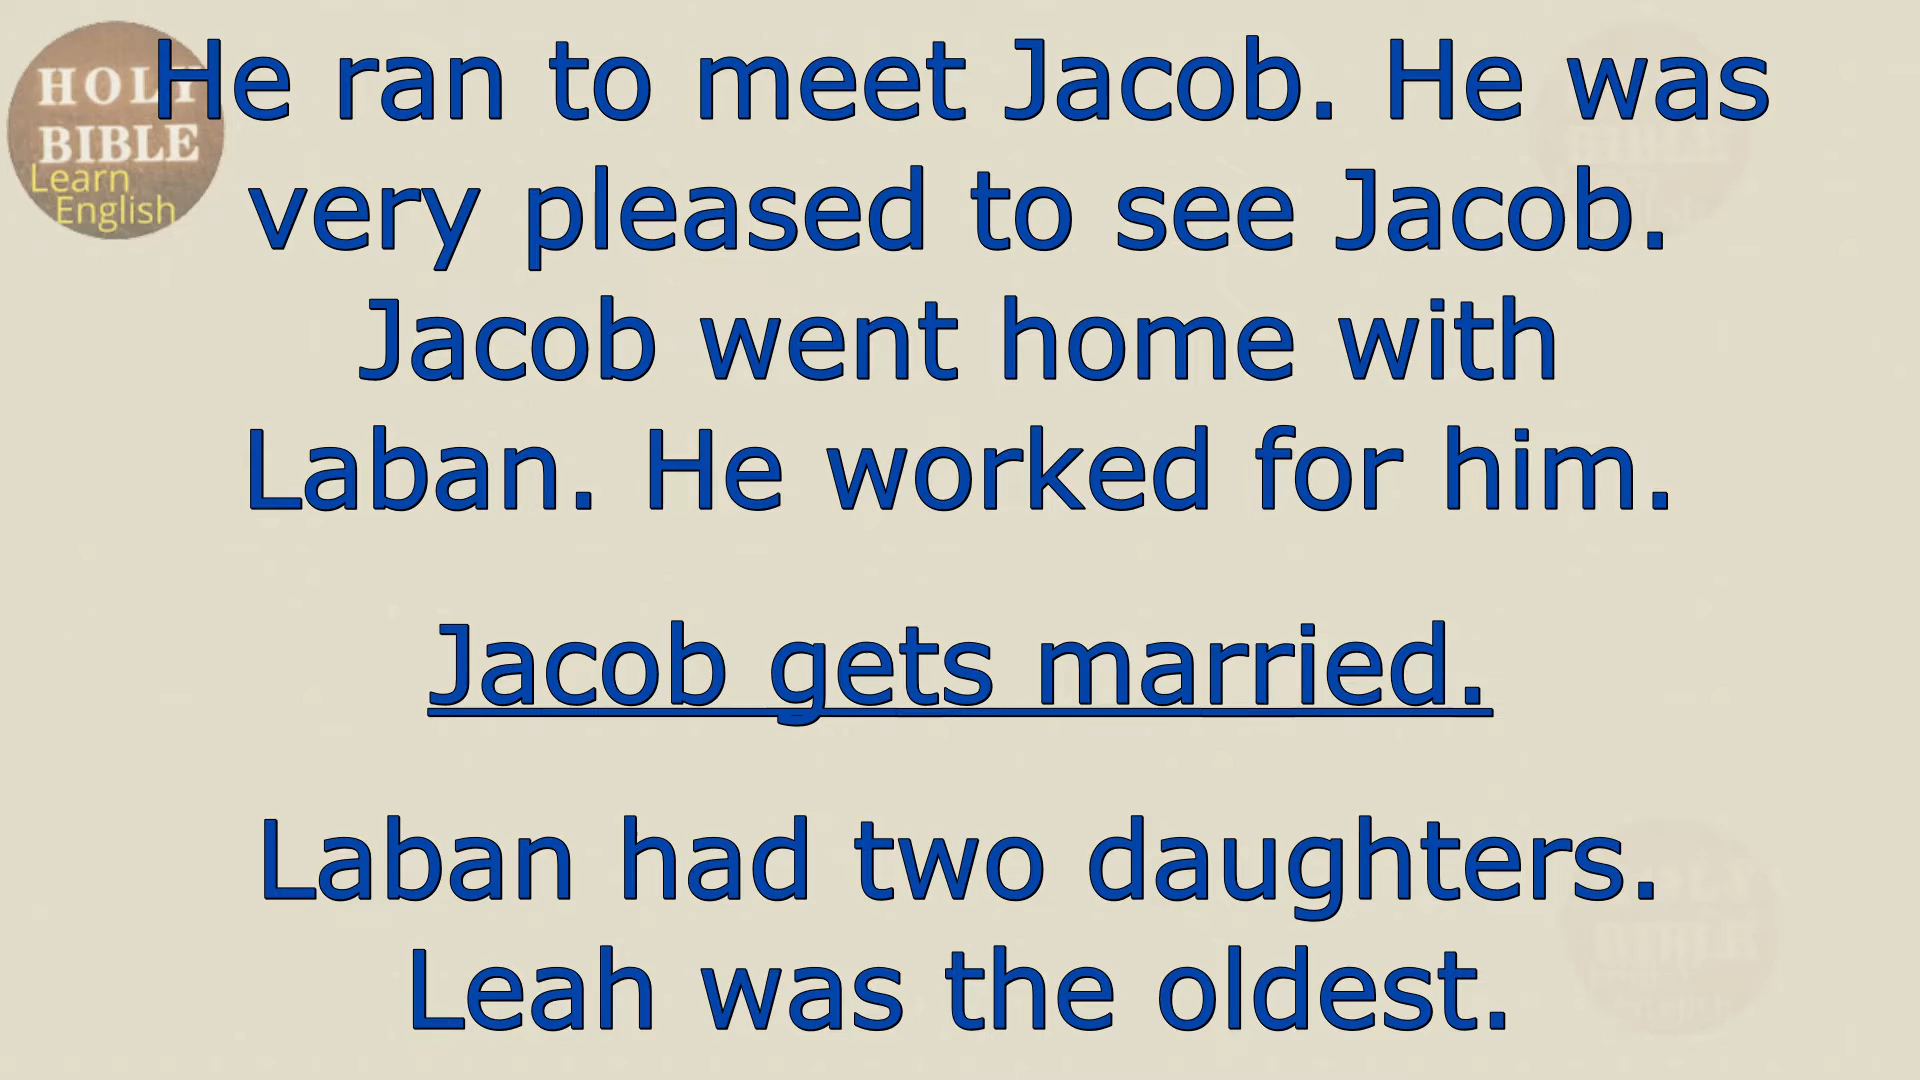 HOLY
BIBLE
Learn
English
He ran to meet Jacob. He was
very pleased to see Jacob.
Jacob went home with
Laban. He worked for him.
Jacob gets married.
Laban had two daughters.
Leah was the oldest.